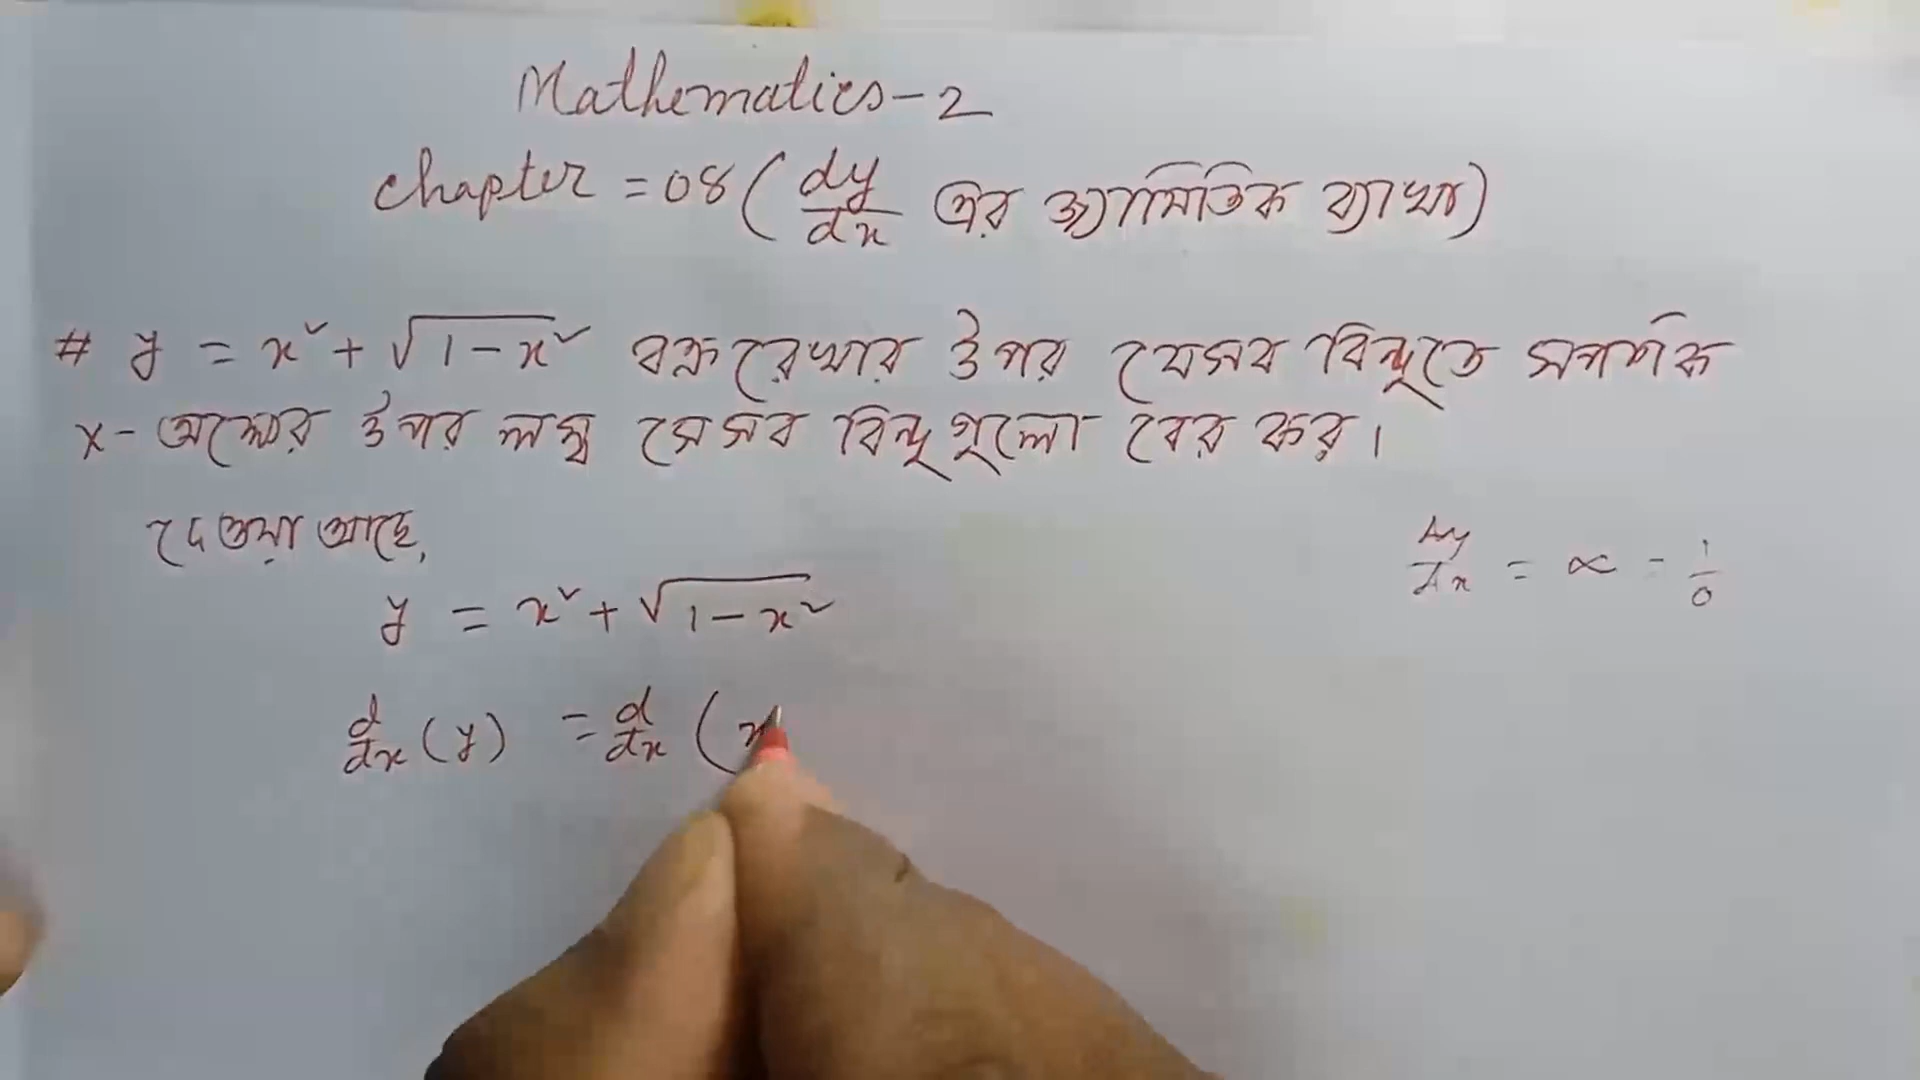 Mathematics-2
Chapter = 08 (dy/dx এর জ্যামিতিক ব্যাখা)
# y = x² + √(1-x²) বক্ররেখার উপর যেসব বিন্দুতে সপর্শক
x-অক্ষের উপর লম্ব সেসব বিন্দুগুলো বের কর।
দেওয়া আছে,
y = x² + √(1-x²)
dy/dx = ∝ - 1/0
d/dx (y) = d/dx (x